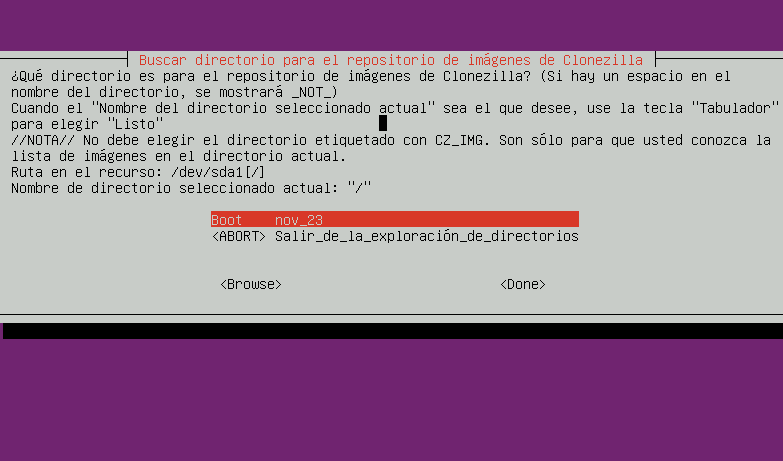 Buscar directorio para el repositorio de imágenes de Clonezilla
¿Qué directorio es para el repositorio de imágenes de Clonezilla? (Si hay un espacio en el
nombre del directorio, se mostrará _NOT_)
Cuando el "Nombre del directorio seleccionado actual" sea el que desee, use la tecla "Tabulador"
para elegir "Listo"
//NOTA// No debe elegir el directorio etiquetado con CZ_IMG. Son sólo para que usted conozca la
lista de imágenes en el directorio actual.
Ruta en el recurso: /dev/sda1[/]
Nombre de directorio seleccionado actual: "/"
Boot nov_23
<ABORT> Salir_de_la_exploración_de_directorios
<Browse> <Done>